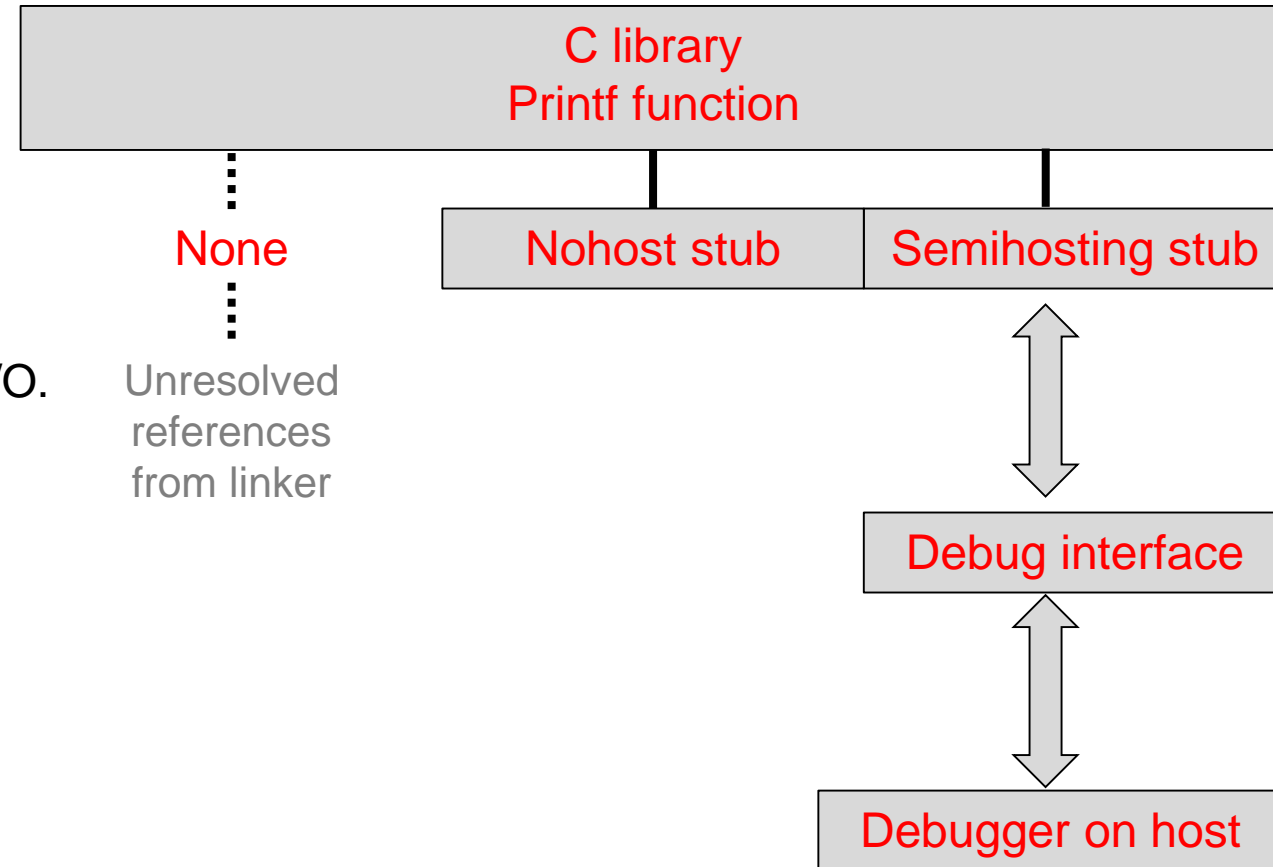 C library
Printf function
None
Nohost stub
Semihosting stub
/O.
Unresolved
references
from linker
Debug interface
Debugger on host